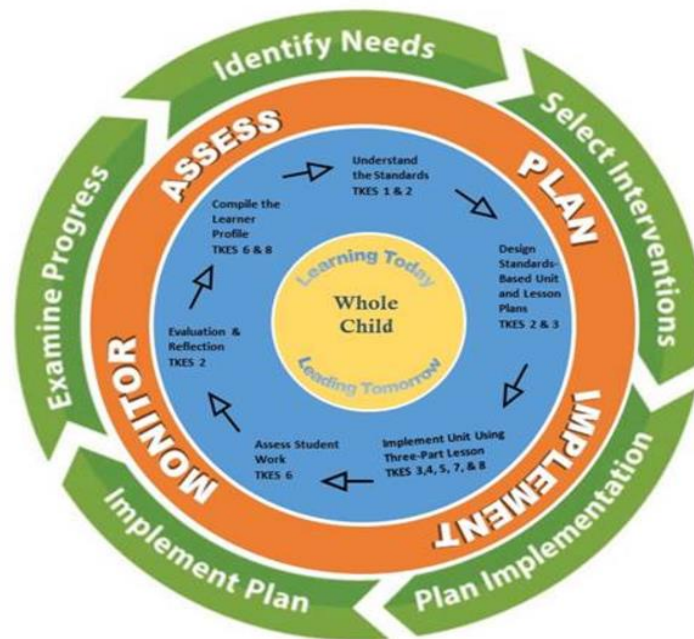 Identify Needs
Select Interventions
Plan Implementation
Implement Plan
Examine Progress
ASSESS
PLAN
IMPLEMENT
MONITOR
Understand
the Standards
TKES 1 & 2
Design
Standards-
Based Unit
and Lesson
Plans
TKES 2 & 3
Implement Unit Using
Three-Part Lesson
TKES 3,4, 5, 7, & 8
Assess Student
Work
TKES 6
Evaluation &
Reflection
TKES 2
Compile the
Learner
Profile
TKES 6 & 8
Learning Today
Whole
Child
Leading Tomorrow